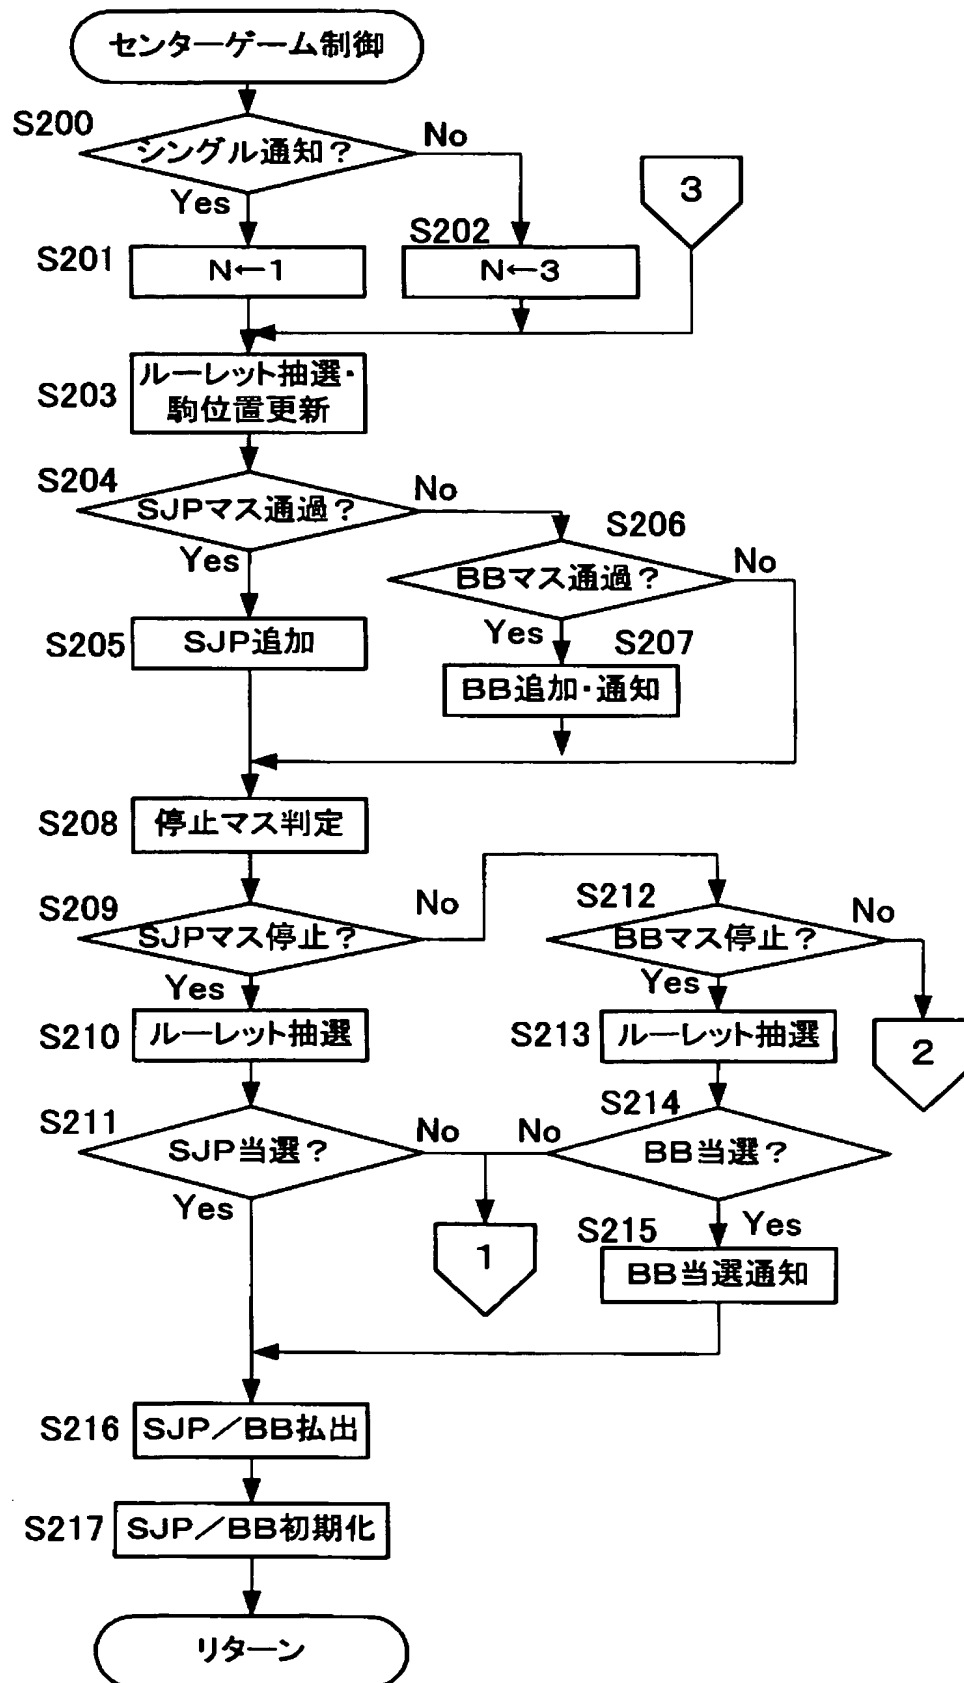 センターゲーム制御
S200
シングル通知？
No
Yes
3
S201
N←1
S202
N←3
S203
ルーレット抽選・
駒位置更新
S204
SJPマス通過？
No
Yes
S206
BBマス通過？
No
Yes
S205
SJP追加
S207
BB追加・通知
S208
停止マス判定
S209
SJPマス停止？
No
Yes
S212
BBマス停止？
No
Yes
S210
ルーレット抽選
S213
ルーレット抽選
2
S211
SJP当選？
No
Yes
S214
BB当選？
No
Yes
1
S215
BB当選通知
S216
SJP／BB払出
S217
SJP／BB初期化
リターン